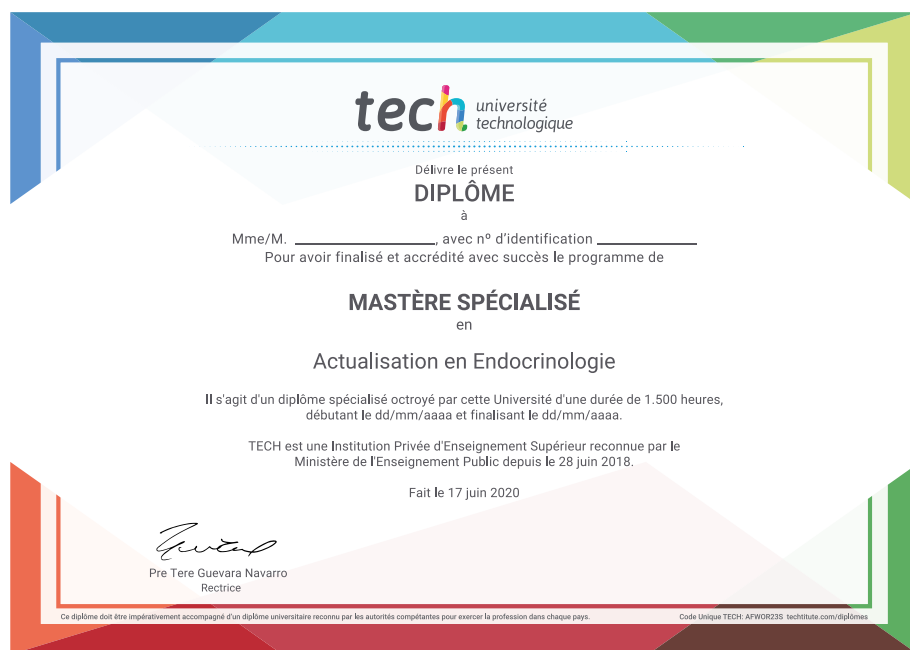 tech université
technologique
Délivre le présent
DIPLÔME
à
Mme/M. ____________________, avec nº d'identification ______________
Pour avoir finalisé et accrédité avec succès le programme de
MASTÈRE SPÉCIALISÉ
en
Actualisation en Endocrinologie
Il s'agit d'un diplôme spécialisé octroyé par cette Université d'une durée de 1.500 heures,
débutant le dd/mm/aaaa et finalisant le dd/mm/aaaa.
TECH est une Institution Privée d'Enseignement Supérieur reconnue par le
Ministère de l'Enseignement Public depuis le 28 juin 2018.
Fait le 17 juin 2020
Pre Tere Guevara Navarro
Rectrice
Ce diplôme doit être impérativement accompagné d'un diplôme universitaire reconnu par les autorités compétantes pour exercer la profession dans chaque pays.
Code Unique TECH: AFWOR23S techtitute.com/diplômes